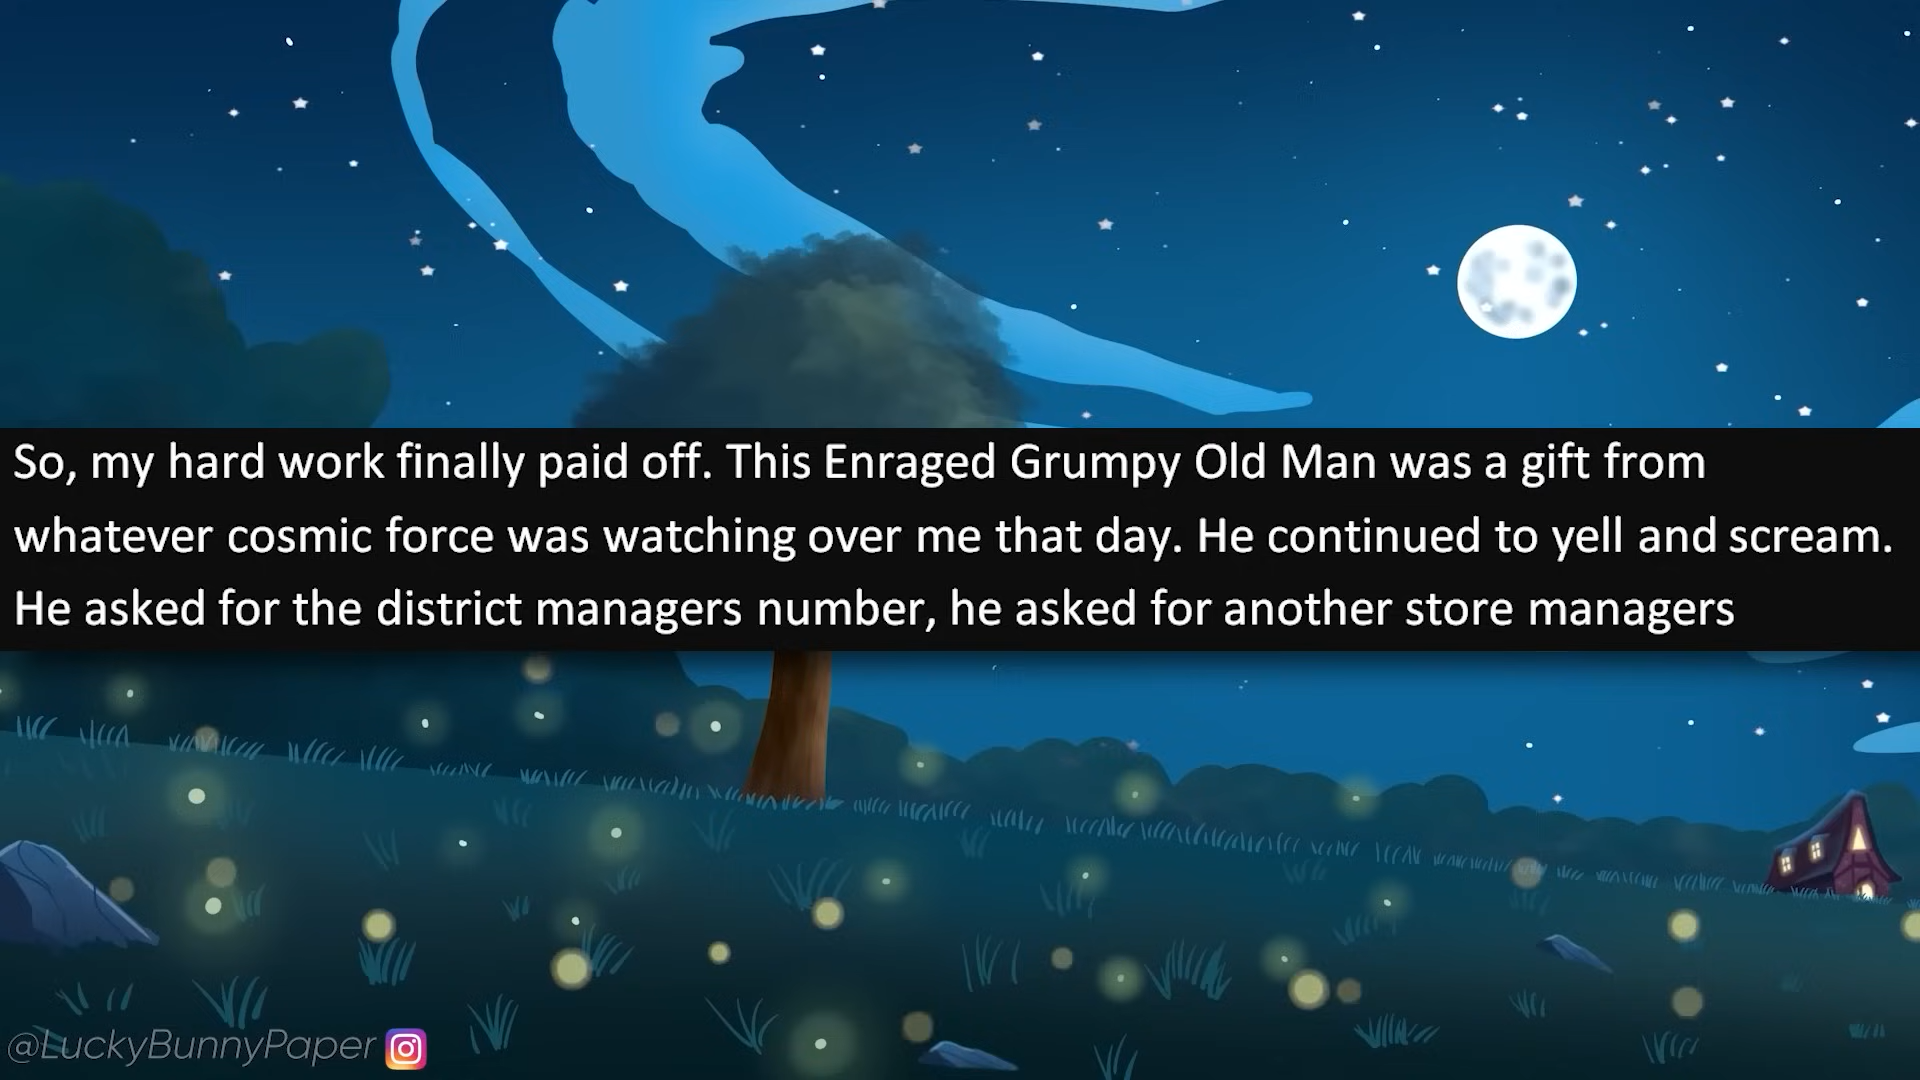 So, my hard work finally paid off. This Enraged Grumpy Old Man was a gift from
whatever cosmic force was watching over me that day. He continued to yell and scream.
He asked for the district managers number, he asked for another store managers
@LuckyBunnyPaper